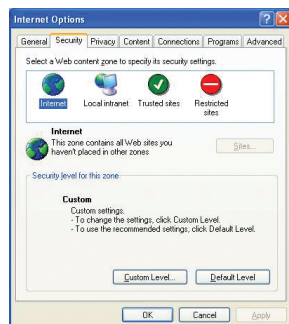 Internet Options
General Security Privacy Content Connections Programs Advanced
Select a Web content zone to specify its security settings.
Internet Local intranet Trusted sites Restricted
sites
Internet
This zone contains all Web sites you
haven't placed in other zones
Sites...
Security level for this zone
Custom
Custom settings.
- To change the settings, click Custom Level.
- To use the recommended settings, click Default Level.
Custom Level... Default Level
OK Cancel Apply